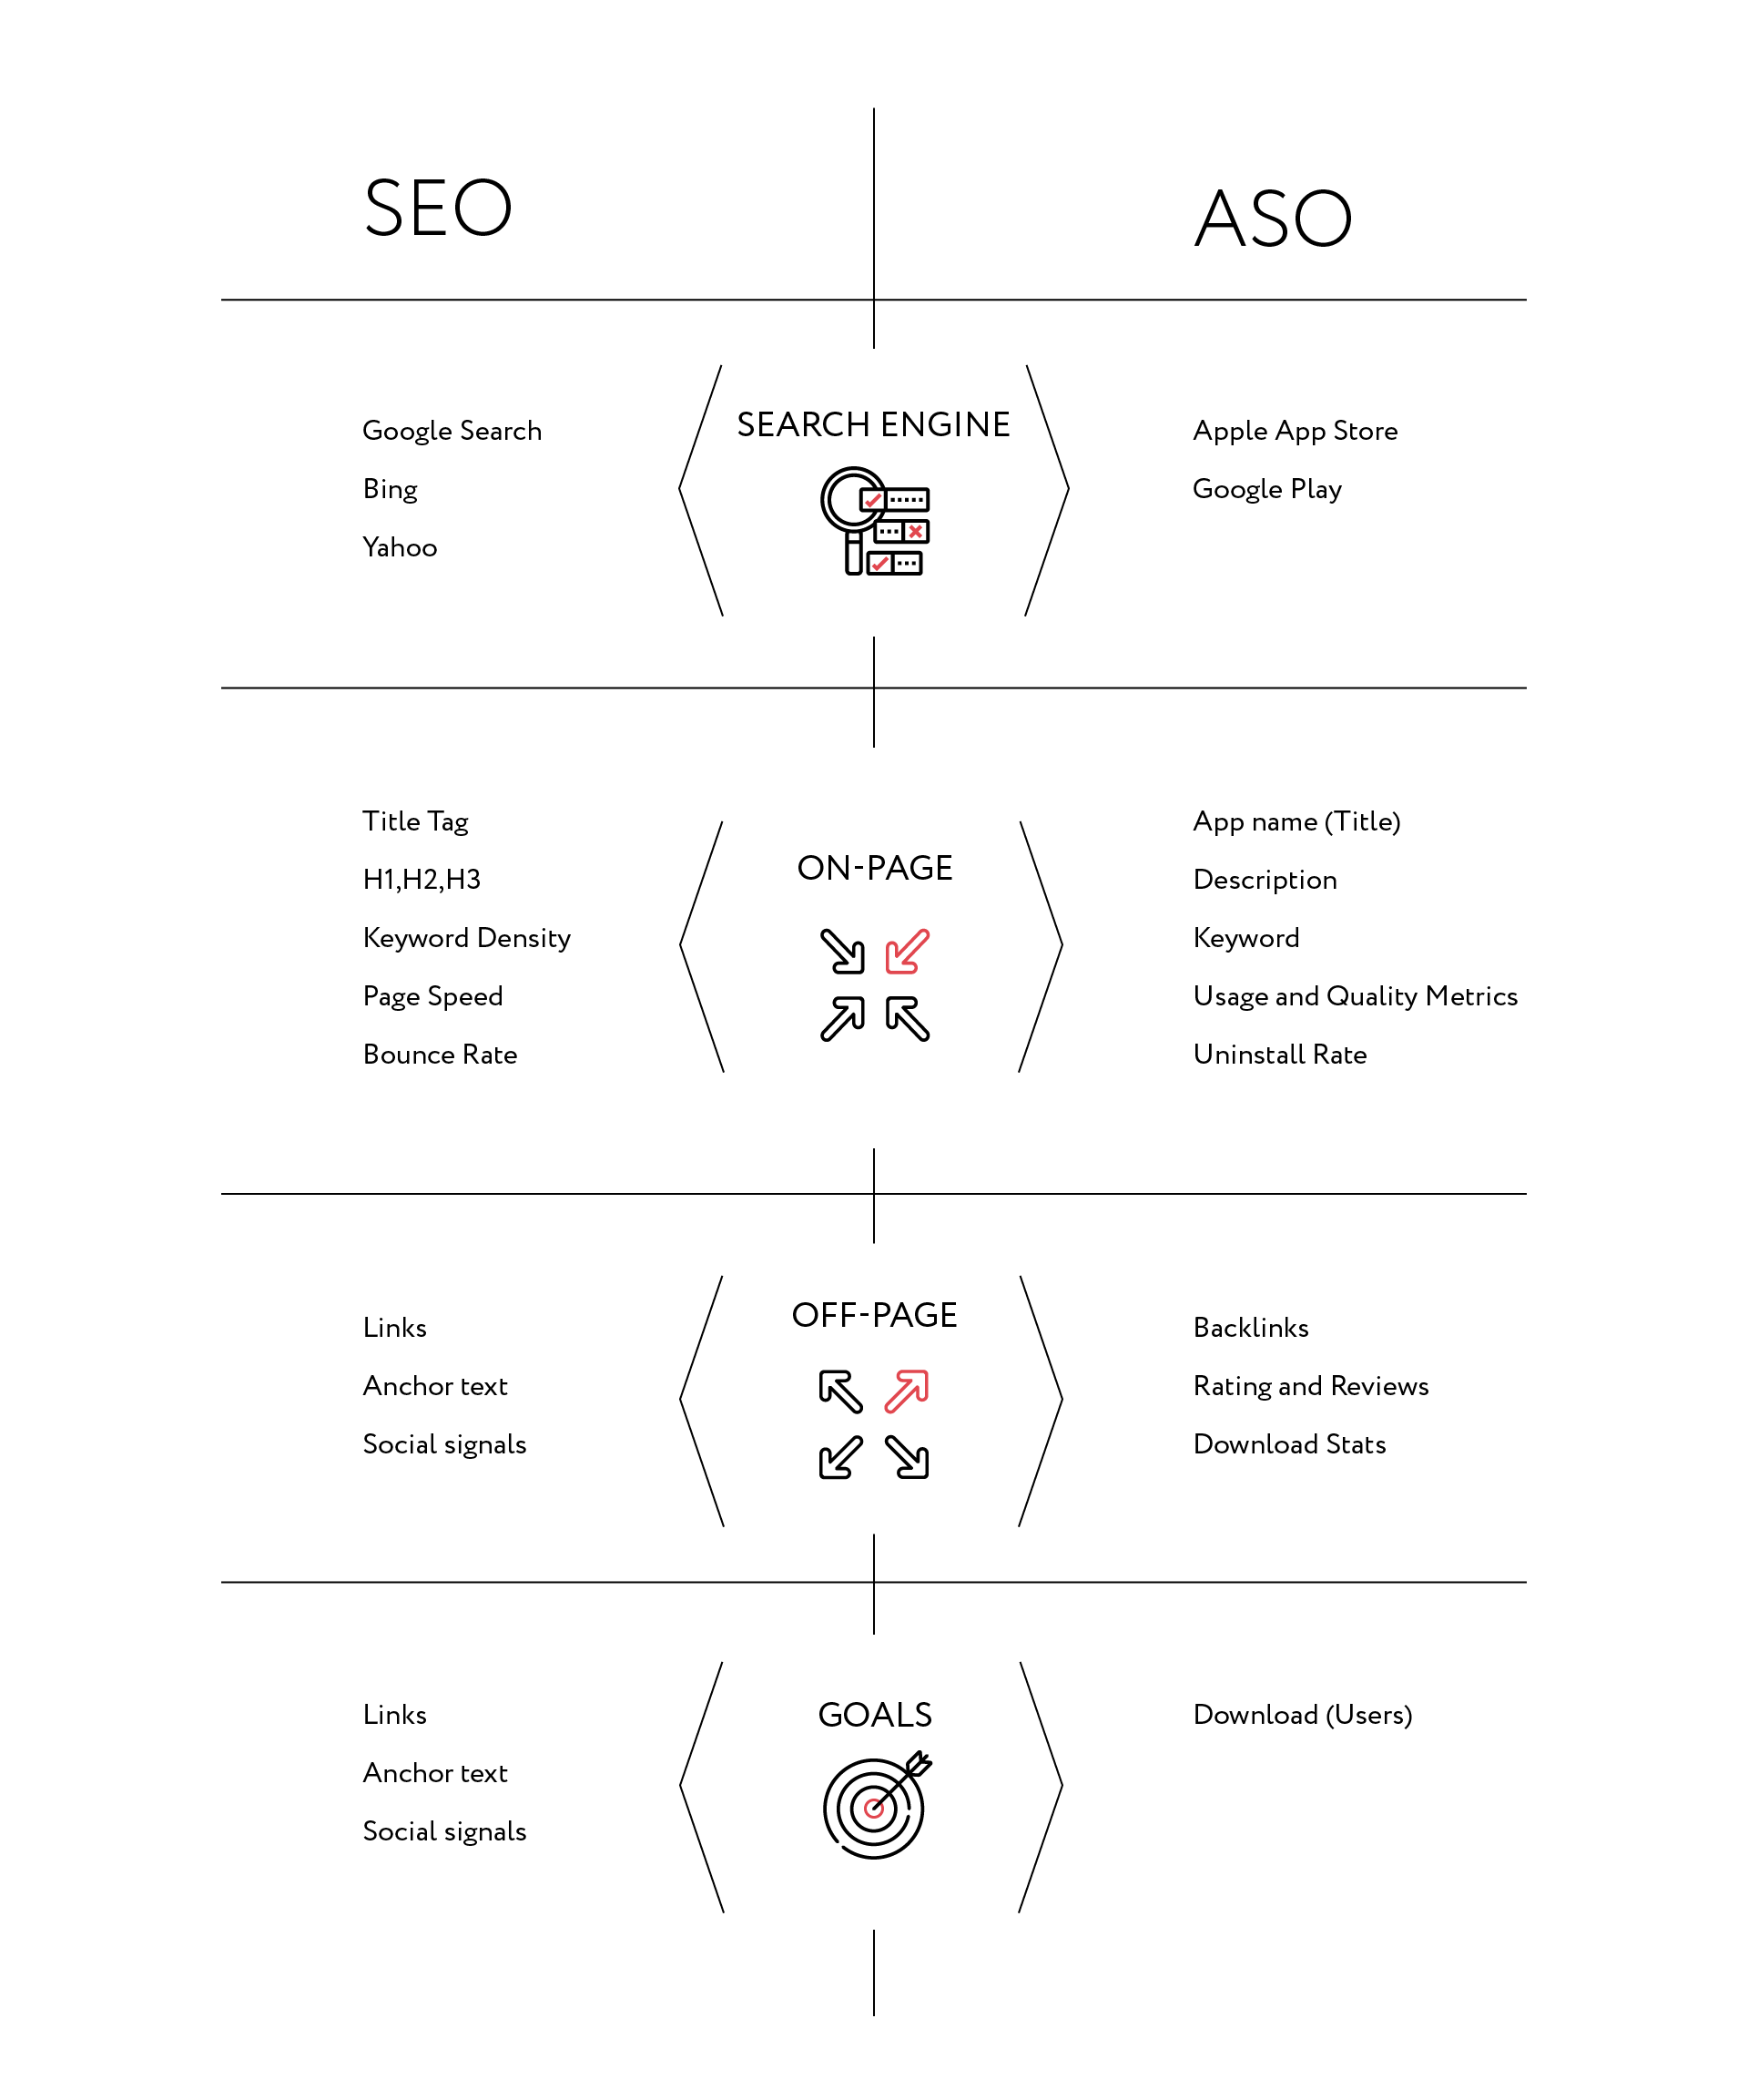 SEO
ASO
SEARCH ENGINE
Google Search
Bing
Yahoo
Apple App Store
Google Play
ON-PAGE
Title Tag
H1,H2,H3
Keyword Density
Page Speed
Bounce Rate
App name (Title)
Description
Keyword
Usage and Quality Metrics
Uninstall Rate
OFF-PAGE
Links
Anchor text
Social signals
Backlinks
Rating and Reviews
Download Stats
GOALS
Links
Anchor text
Social signals
Download (Users)